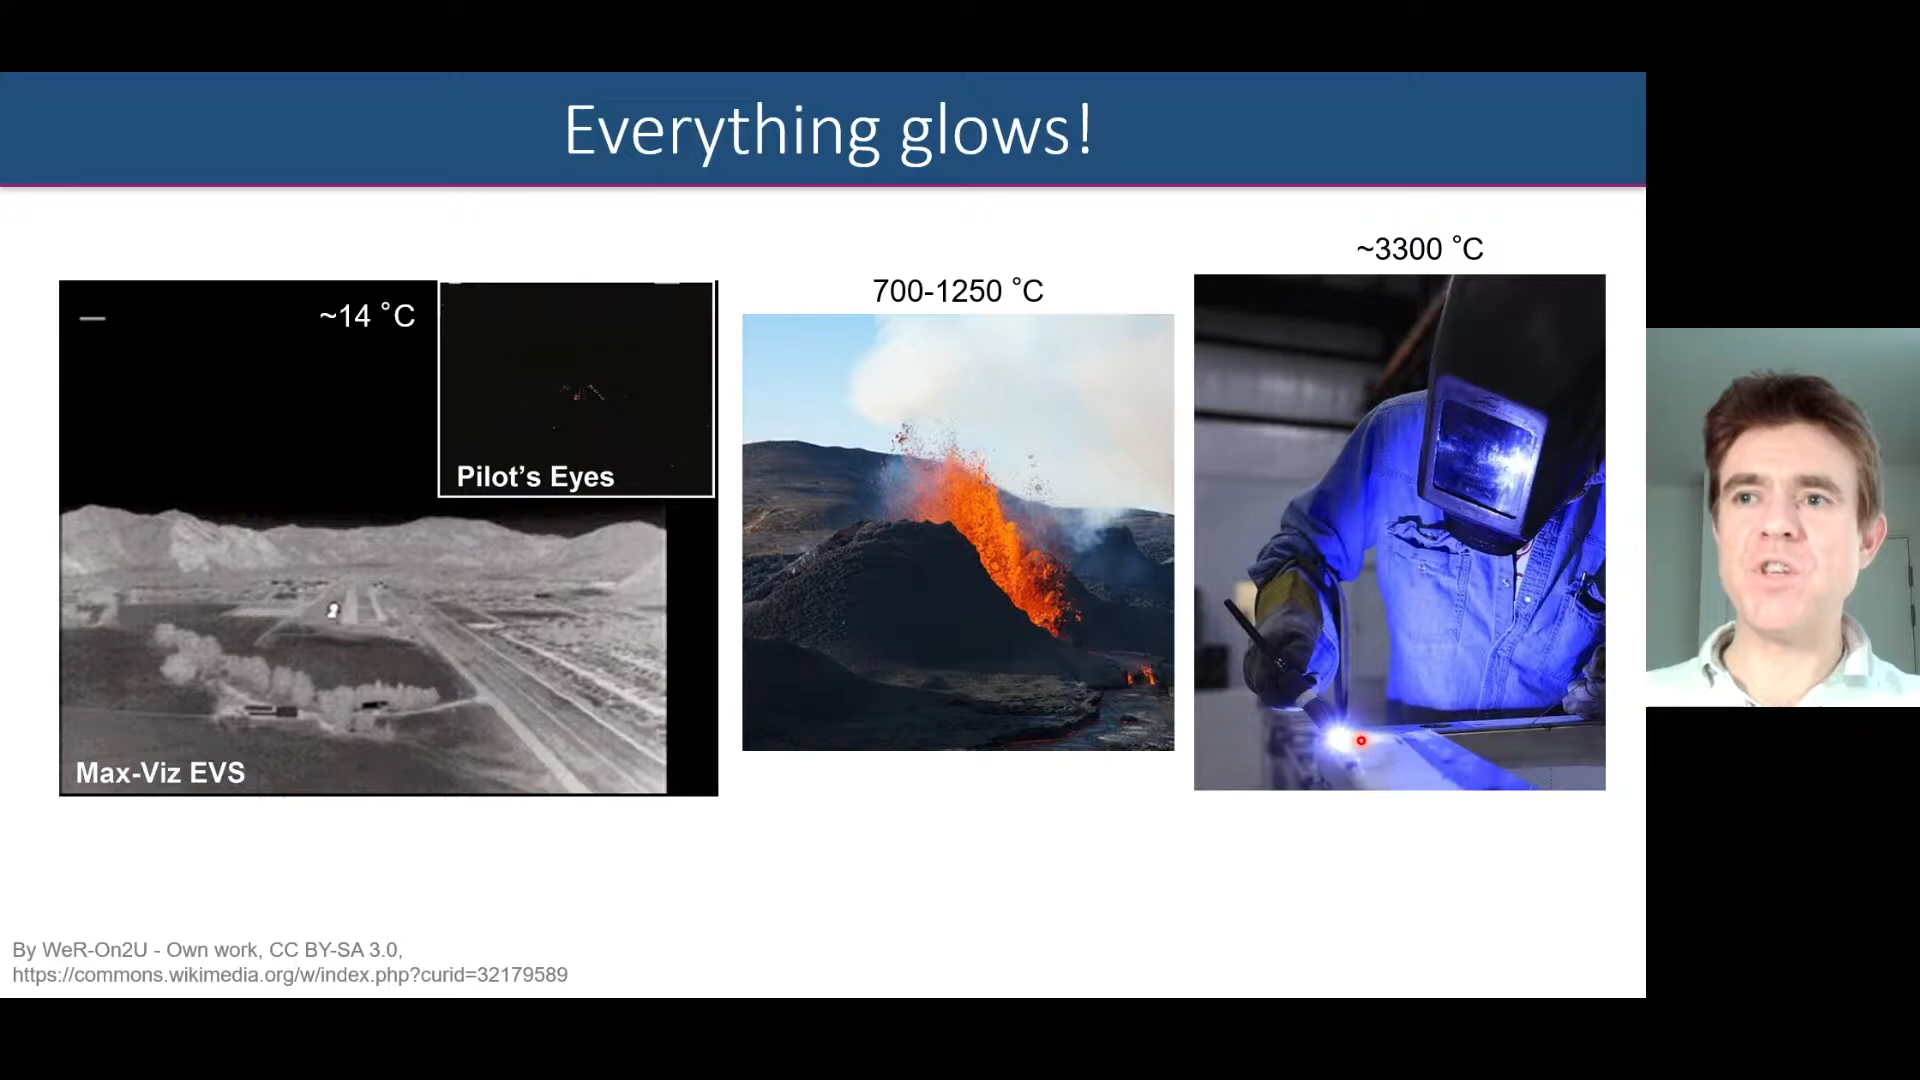 Everything glows!
~14 °C
Pilot's Eyes
Max-Viz EVS
700-1250 °C
~3300 °C
By WeR-On2U - Own work, CC BY-SA 3.0,
https://commons.wikimedia.org/w/index.php?curid=32179589